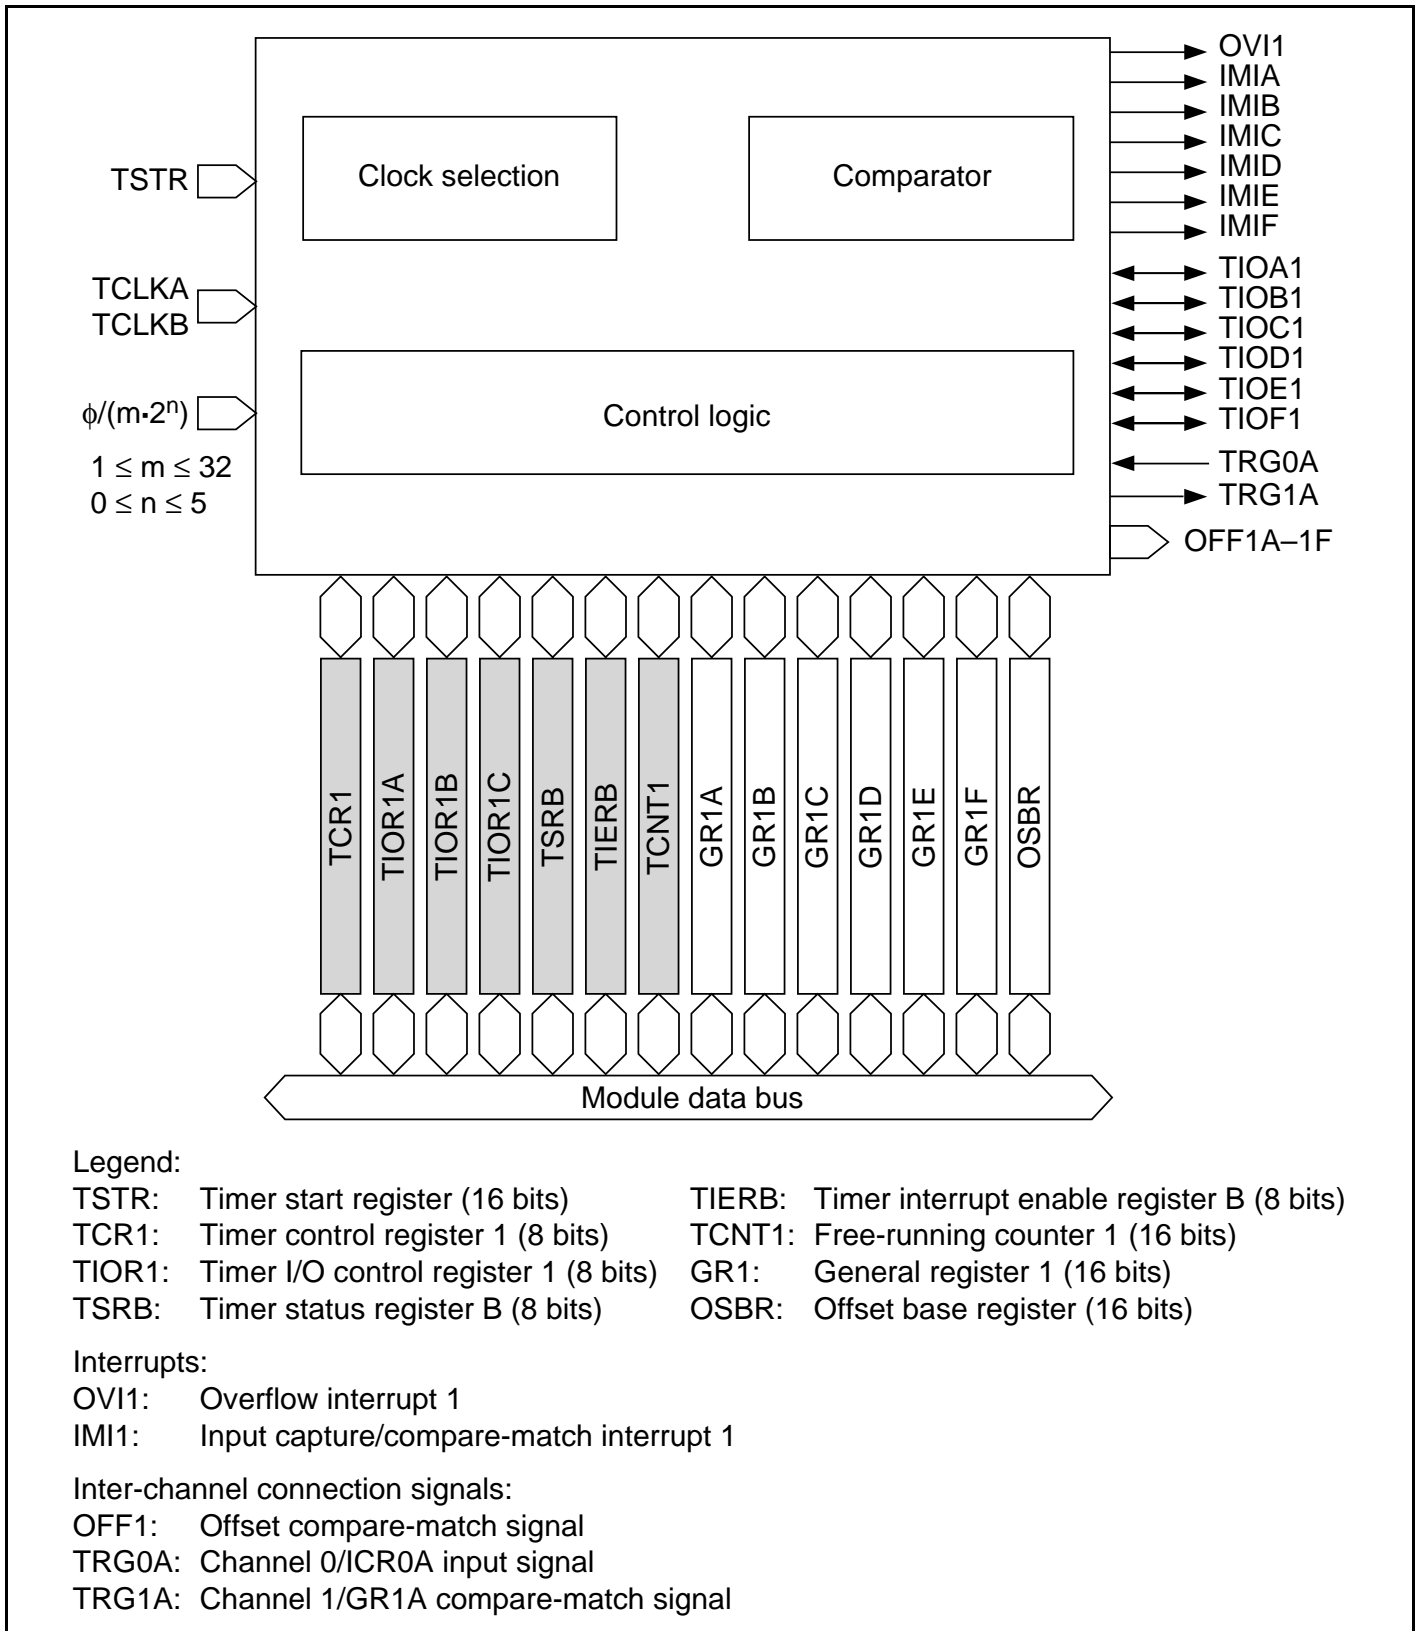 OVI1
IMIA
IMIB
IMIC
IMID
IMIE
IMIF
TSTR
Clock selection
Comparator
TCLKA
TCLKB
TIOA1
TIOB1
TIOC1
TIOD1
TIOE1
TIOF1
ϕ/(m·2ⁿ)
Control logic
1 ≤ m ≤ 32
0 ≤ n ≤ 5
TRG0A
TRG1A
OFF1A–1F
TCR1
TIOR1A
TIOR1B
TIOR1C
TSRB
TIERB
TCNT1
GR1A
GR1B
GR1C
GR1D
GR1E
GR1F
OSBR
Module data bus
Legend:
TSTR: Timer start register (16 bits)
TCR1: Timer control register 1 (8 bits)
TIOR1: Timer I/O control register 1 (8 bits)
TSRB: Timer status register B (8 bits)
TIERB: Timer interrupt enable register B (8 bits)
TCNT1: Free-running counter 1 (16 bits)
GR1: General register 1 (16 bits)
OSBR: Offset base register (16 bits)
Interrupts:
OVI1: Overflow interrupt 1
IMI1: Input capture/compare-match interrupt 1
Inter-channel connection signals:
OFF1: Offset compare-match signal
TRG0A: Channel 0/ICR0A input signal
TRG1A: Channel 1/GR1A compare-match signal